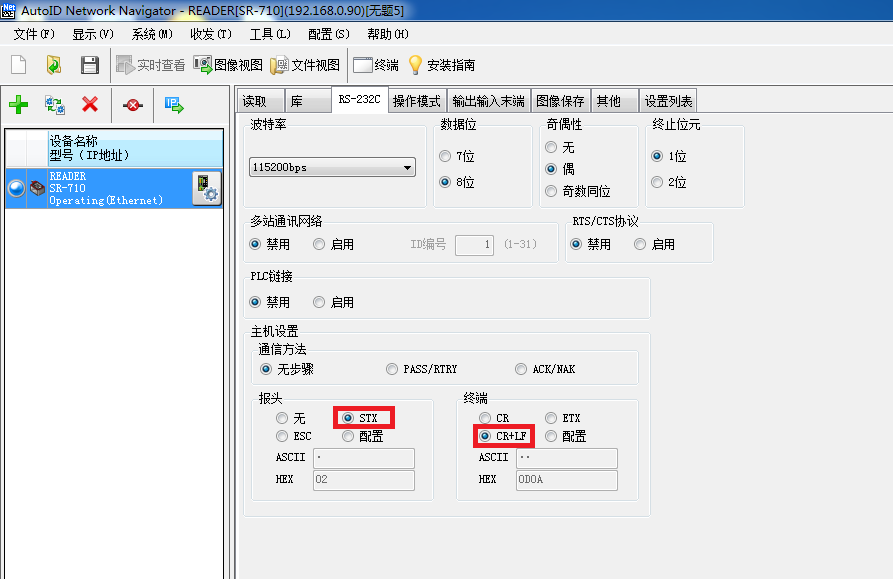 AutoID Network Navigator - READER[SR-710](192.168.0.90)[无题5]
文件(F) 显示(V) 系统(M) 收发(T) 工具(L) 配置(S) 帮助(H)
实时查看 图像视图 文件视图 终端 安装指南
读取 库 RS-232C 操作模式 输出输入末端 图像保存 其他 设置列表
设备名称
型号（IP地址）
READER
SR-710
Operating(Ethernet)
波特率 数据位 奇偶性 终止位元
115200bps
7位 无 1位
8位 偶 2位
奇数同位
多站通讯网络 RTS/CTS协议
禁用 启用 ID编号 1 (1-31) 禁用 启用
PLC链接
禁用 启用
主机设置
通信方法
无步骤 PASS/RTRY ACK/NAK
报头 终端
无 STX CR ETX
ESC 配置 CR+LF 配置
ASCII · ASCII ··
HEX 02 HEX 0D0A